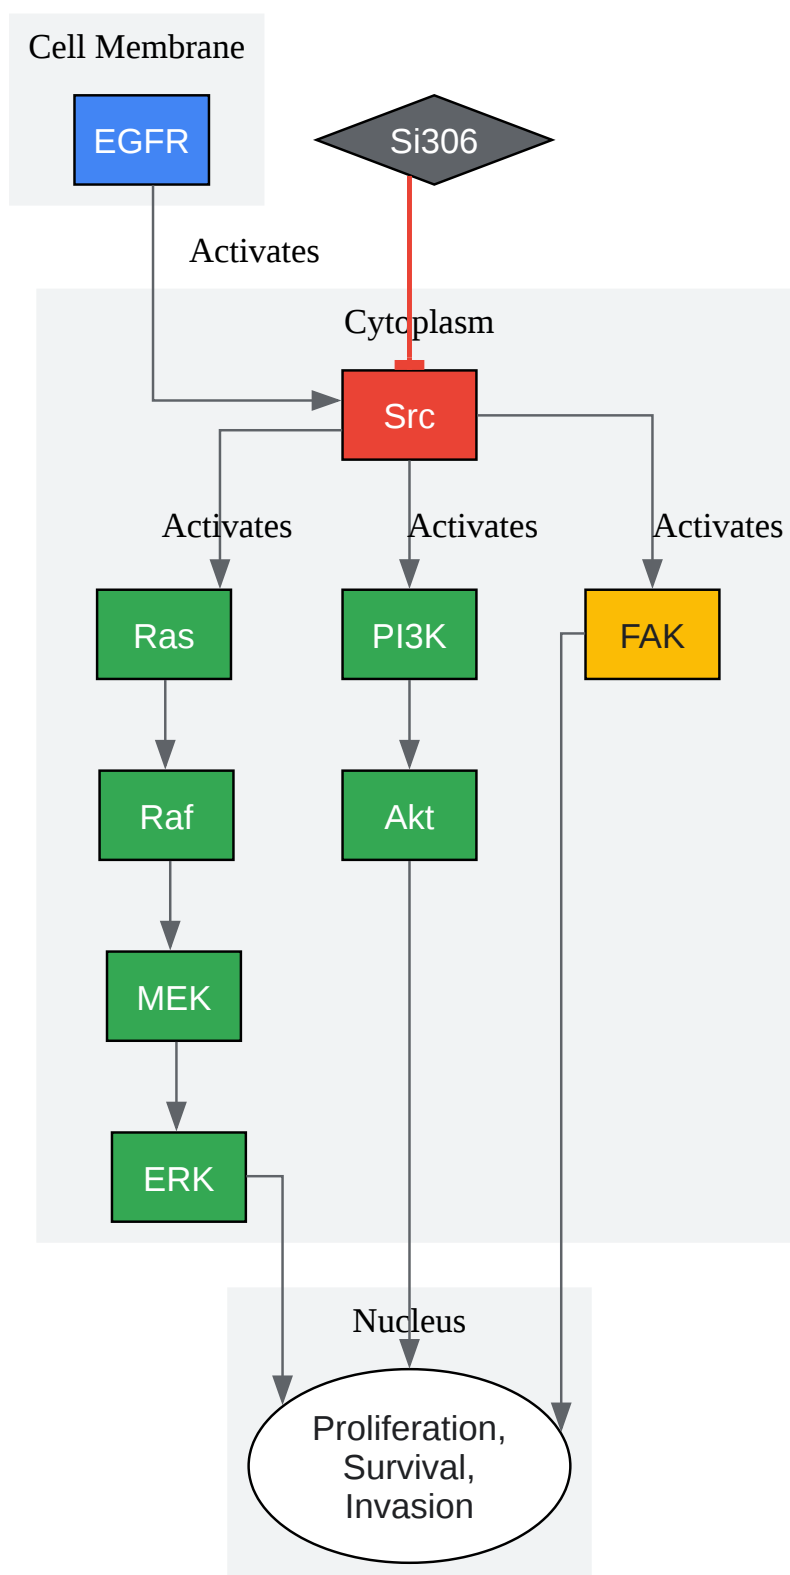 Cell Membrane
EGFR
Si306
Activates
Cytoplasm
Src
Activates
Activates
Activates
Ras
PI3K
FAK
Raf
Akt
MEK
ERK
Nucleus
Proliferation,
Survival,
Invasion